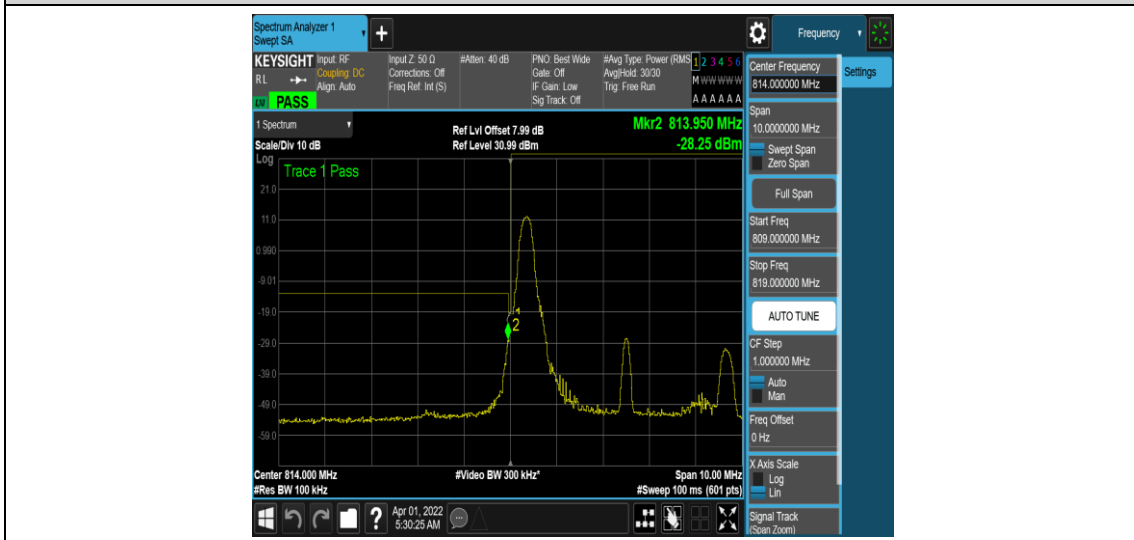 Spectrum Analyzer 1
Swept SA
+
Frequency
KEYSIGHT
Input: RF
Coupling: DC
Align: Auto
Input Z: 50 Ω
Corrections: Off
Freq Ref: Int (S)
#Atten: 40 dB
PNO: Best Wide
Gate: Off
IF Gain: Low
Sig Track: Off
#Avg Type: Power (RMS
Avg|Hold: 30/30
Trig: Free Run
1 2 3 4 5 6
M W W W W W
A A A A A A
R L
LXI
PASS
1 Spectrum
Scale/Div 10 dB
Ref Lvl Offset 7.99 dB
Ref Level 30.99 dBm
Mkr2 813.950 MHz
-28.25 dBm
Log
Trace 1 Pass
21.0
11.0
0.990
-9.01
-19.0
-29.0
-39.0
-49.0
-59.0
1
2
Center 814.000 MHz
#Res BW 100 kHz
#Video BW 300 kHz*
Span 10.00 MHz
#Sweep 100 ms (601 pts)
Center Frequency
814.000000 MHz
Settings
Span
10.0000000 MHz
Swept Span
Zero Span
Full Span
Start Freq
809.000000 MHz
Stop Freq
819.000000 MHz
AUTO TUNE
CF Step
1.000000 MHz
Auto
Man
Freq Offset
0 Hz
X Axis Scale
Log
Lin
Signal Track
(Span Zoom)
?
Apr 01, 2022
5:30:25 AM